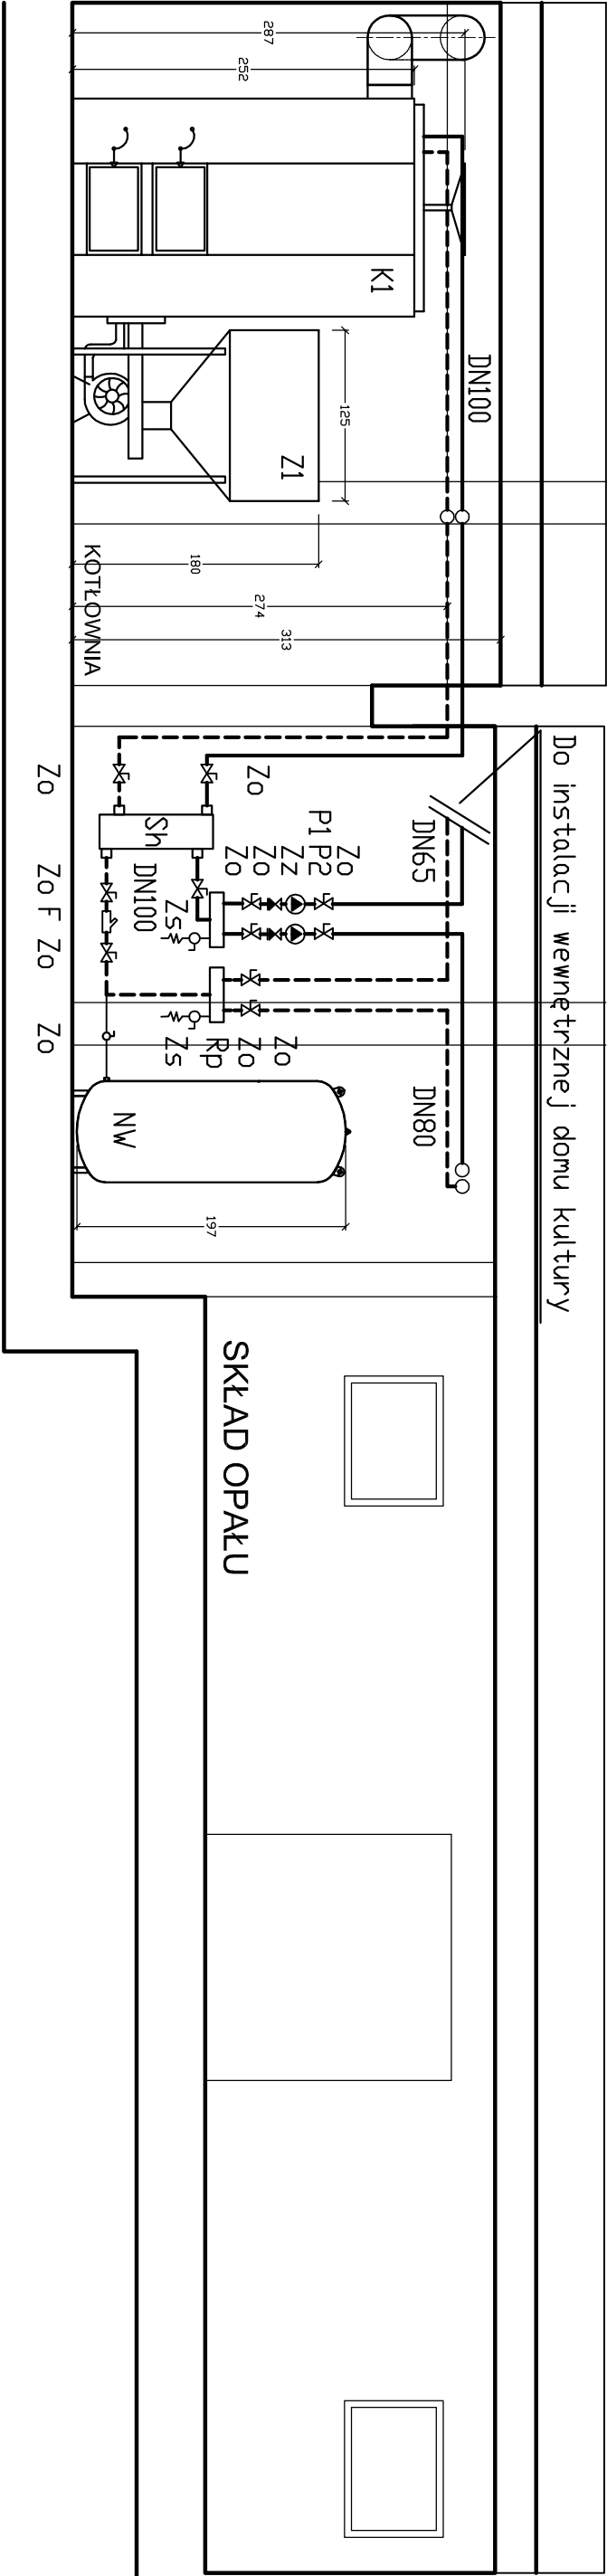 287
252
K1
DN100
125
Z1
180
274
313
KOTŁOWNIA
Do instalacji wewnętrznej domu kultury
DN65
Zo
P1 P2
Zz
Zo
Zo
Zo
Sh
DN100
Zs
Zo
Zo F Zo
Zo
Zo
Zo
Rp
Zs
DN80
NW
197
SKŁAD OPAŁU